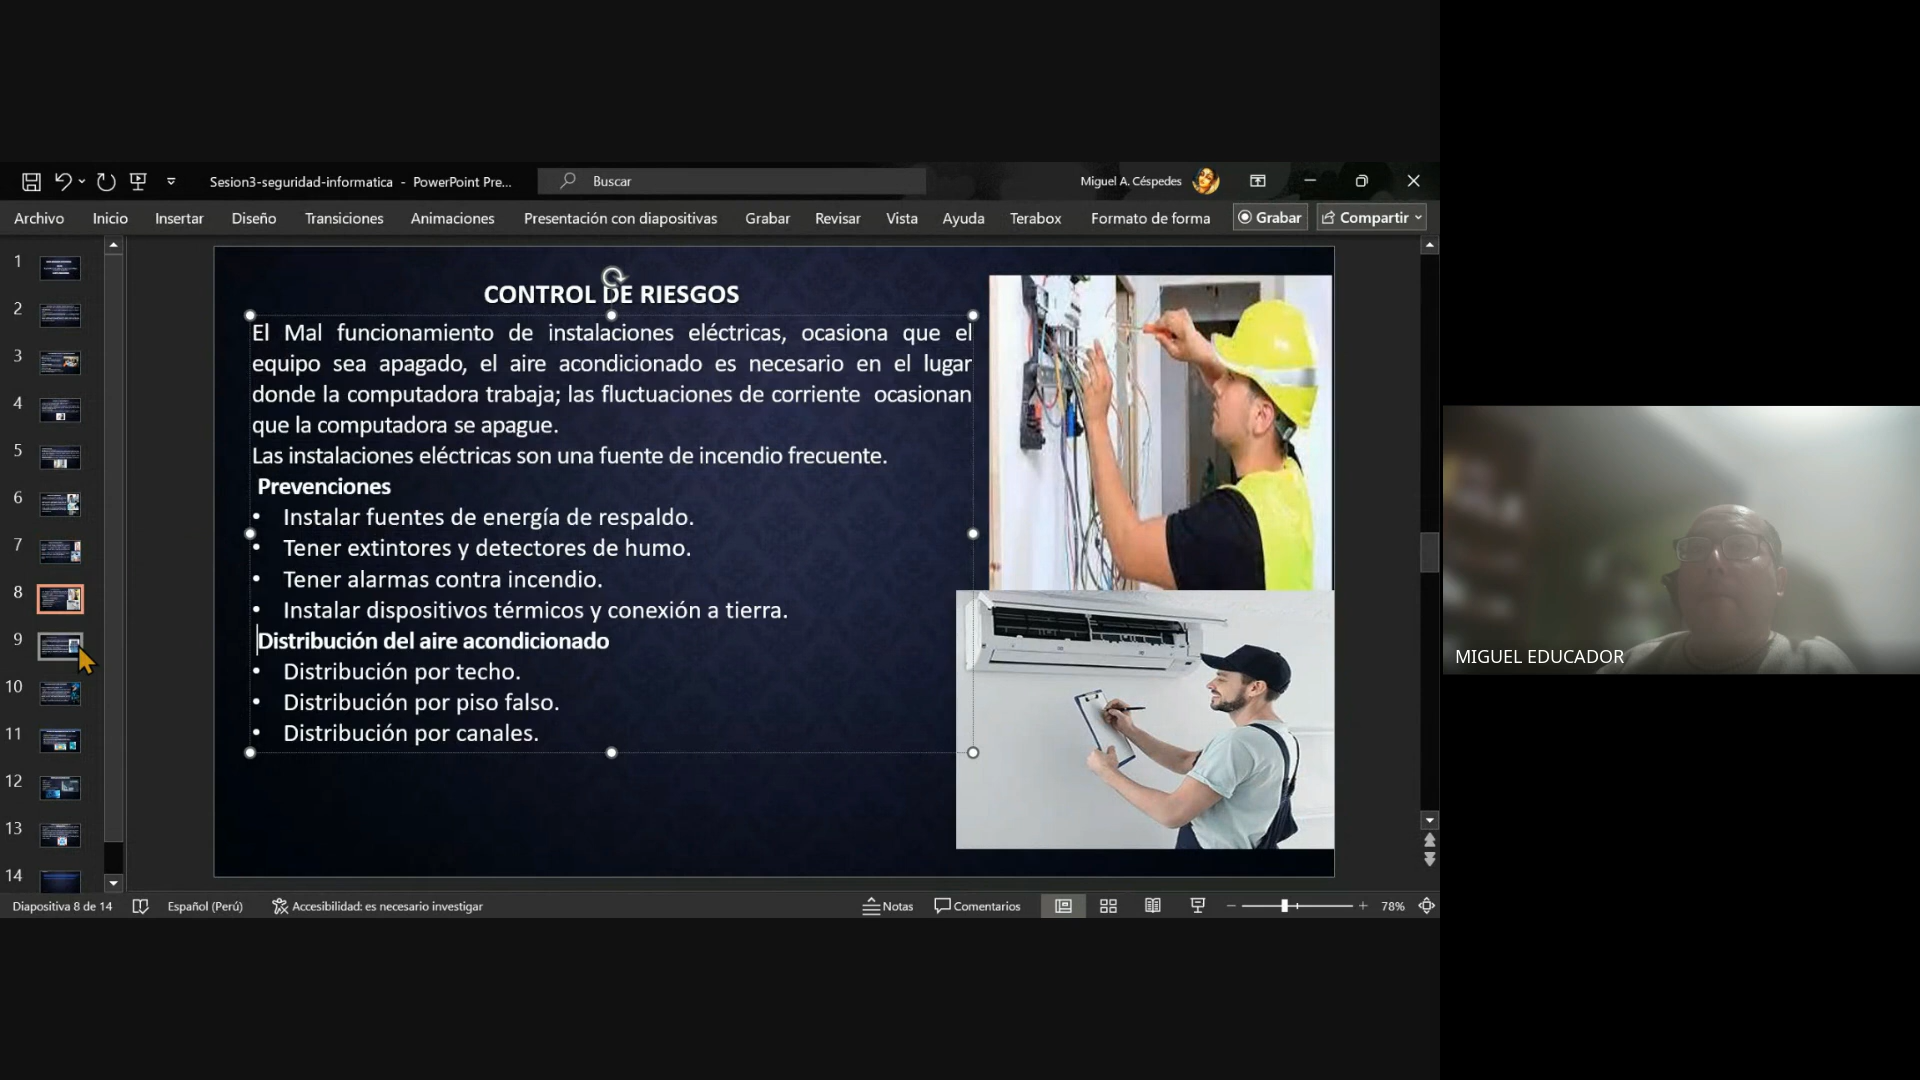 Sesion3-seguridad-informatica - PowerPoint Pre...
Buscar
Miguel A. Céspedes
Archivo Inicio Insertar Diseño Transiciones Animaciones Presentación con diapositivas Grabar Revisar Vista Ayuda Terabox Formato de forma Grabar Compartir
1
2
3
4
5
6
7
8
9
10
11
12
13
14
CONTROL DE RIESGOS
El Mal funcionamiento de instalaciones eléctricas, ocasiona que el
equipo sea apagado, el aire acondicionado es necesario en el lugar
donde la computadora trabaja; las fluctuaciones de corriente ocasionan
que la computadora se apague.
Las instalaciones eléctricas son una fuente de incendio frecuente.
Prevenciones
• Instalar fuentes de energía de respaldo.
• Tener extintores y detectores de humo.
• Tener alarmas contra incendio.
• Instalar dispositivos térmicos y conexión a tierra.
Distribución del aire acondicionado
• Distribución por techo.
• Distribución por piso falso.
• Distribución por canales.
MIGUEL EDUCADOR
Diapositiva 8 de 14 Español (Perú) Accesibilidad: es necesario investigar Notas Comentarios 78%